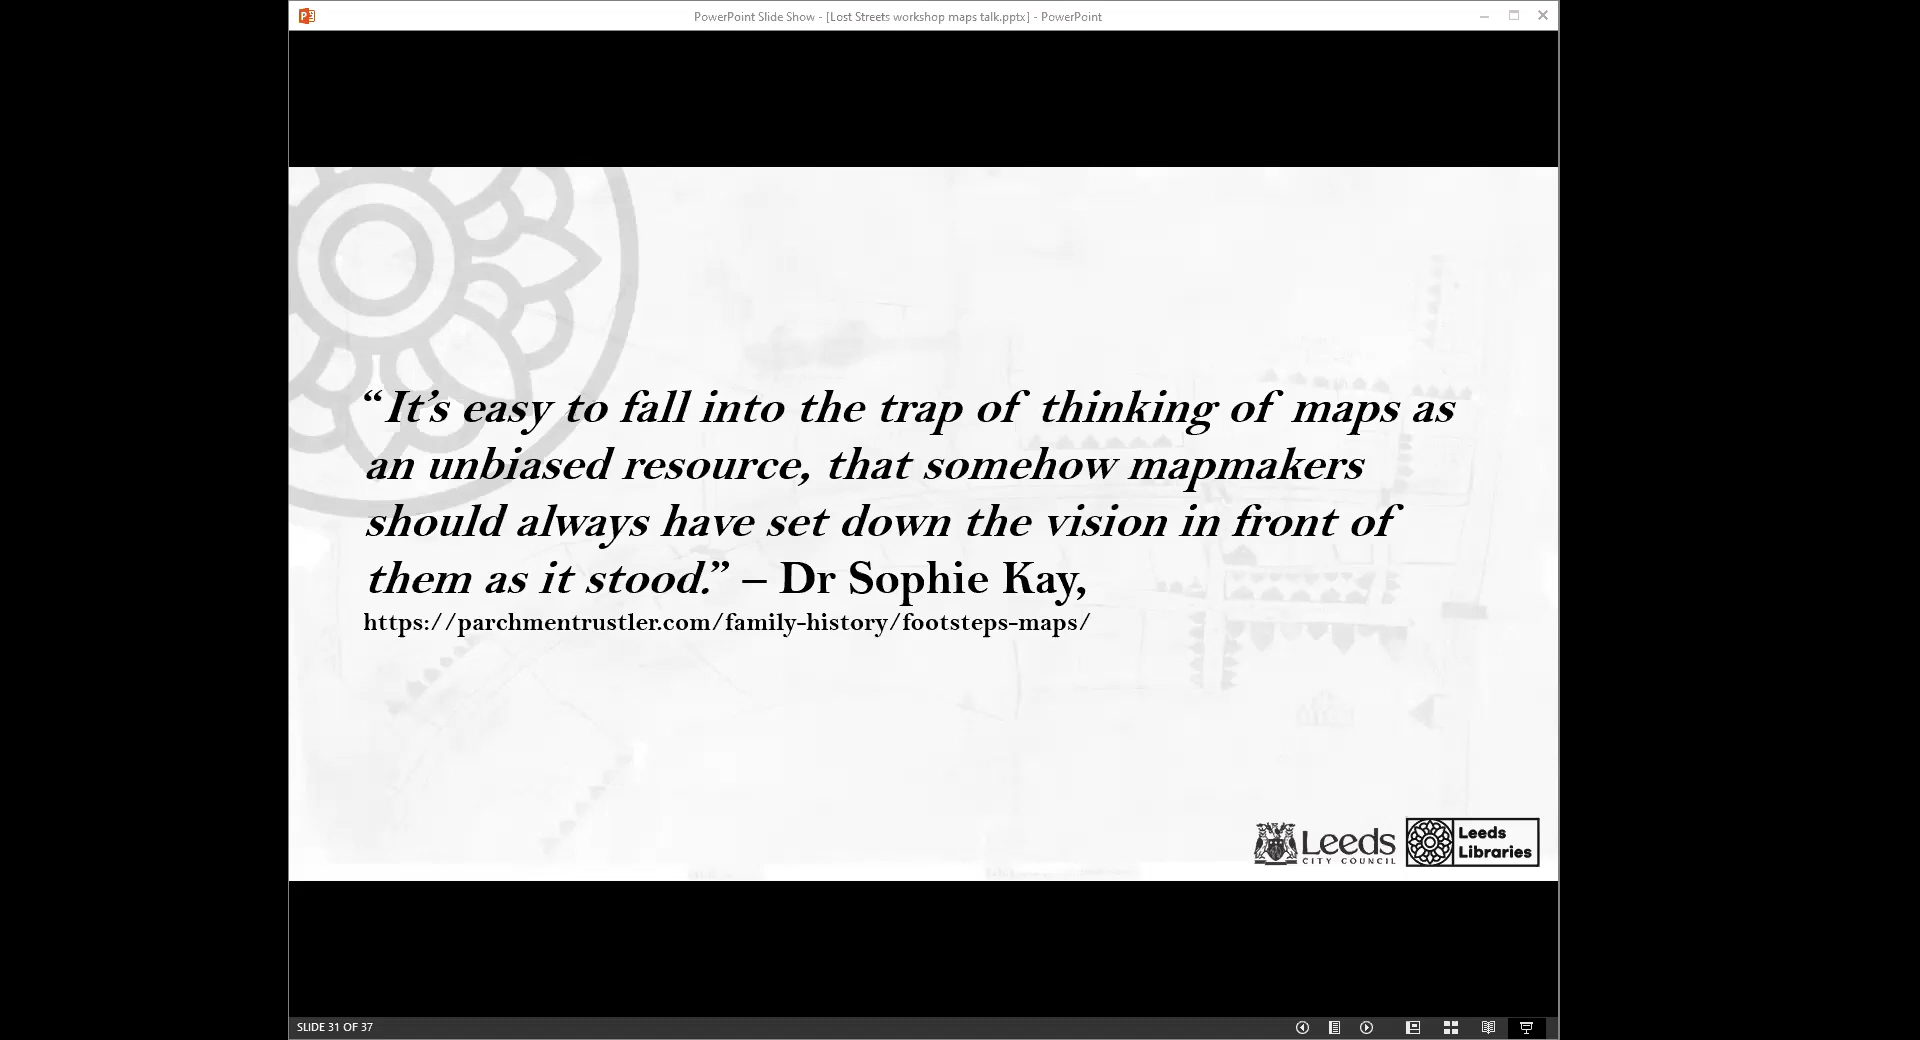 PowerPoint Slide Show - [Lost Streets workshop maps talk.pptx] - PowerPoint
“It’s easy to fall into the trap of thinking of maps as
an unbiased resource, that somehow mapmakers
should always have set down the vision in front of
them as it stood.” – Dr Sophie Kay,
https://parchmentrustler.com/family-history/footsteps-maps/
Leeds
CITY COUNCIL
Leeds
Libraries
SLIDE 31 OF 37